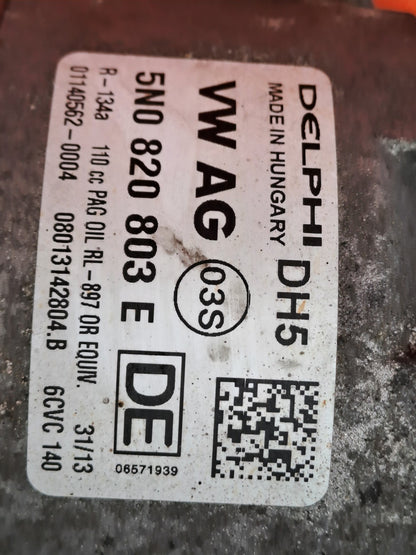 DELPHI DH5
MADE IN HUNGARY
VW AG 03S
5N0 820 803 E DE
06571939
R-134a 110 cc PAG OIL RL-897 OR EQUIV. 31/13
01140562-0004 08013142804.B 6CVC 140